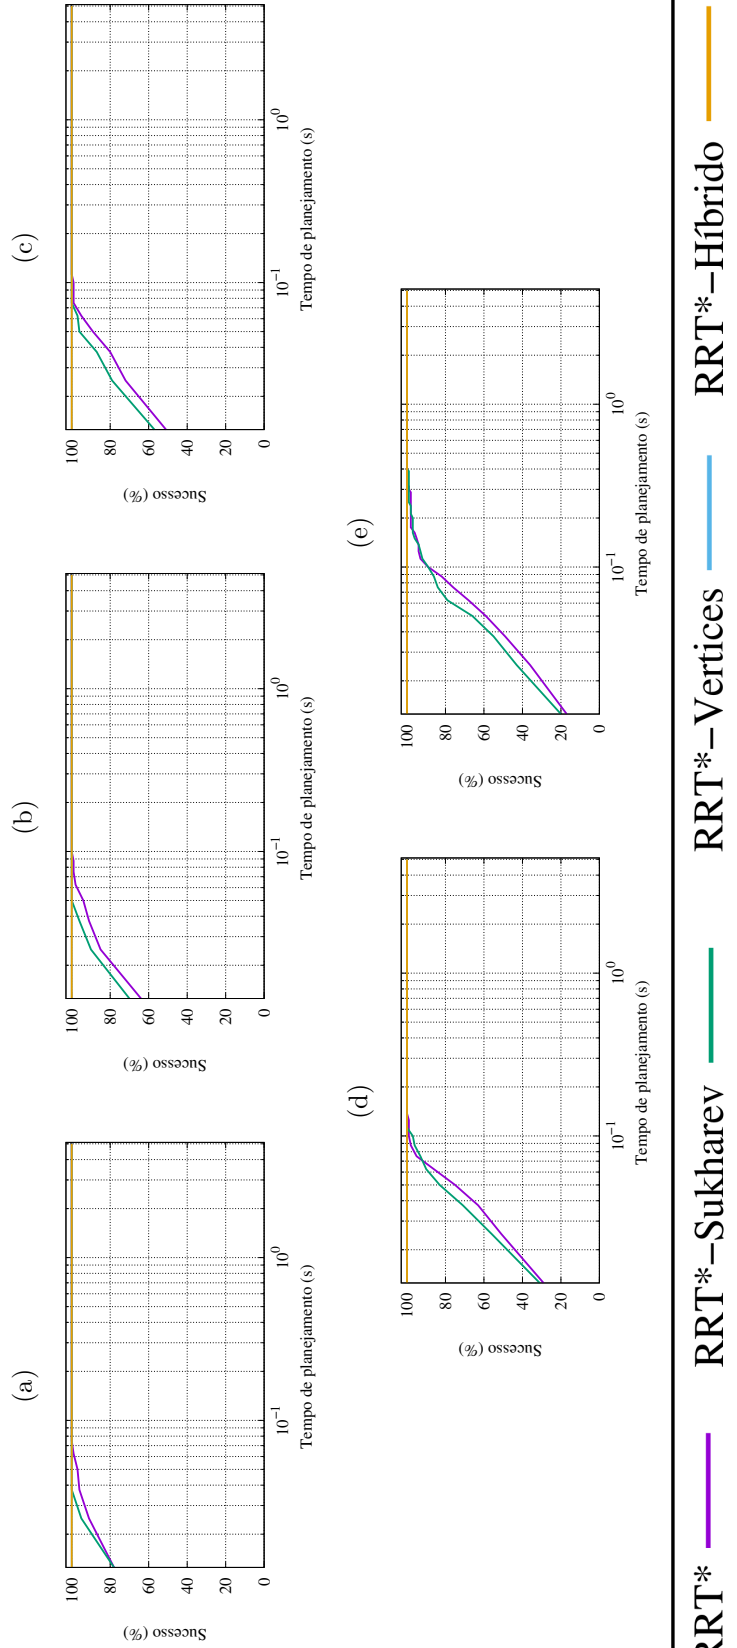 (a)
100
80
60
40
20
0
Sucesso (%)
10⁻¹ 10⁰
Tempo de planejamento (s)
(b)
100
80
60
40
20
0
Sucesso (%)
10⁻¹ 10⁰
Tempo de planejamento (s)
(c)
100
80
60
40
20
0
Sucesso (%)
10⁻¹ 10⁰
Tempo de planejamento (s)
(d)
100
80
60
40
20
0
Sucesso (%)
10⁻¹ 10⁰
Tempo de planejamento (s)
(e)
100
80
60
40
20
0
Sucesso (%)
10⁻¹ 10⁰
Tempo de planejamento (s)
RRT* RRT*−Sukharev RRT*−Vertices RRT*−Híbrido